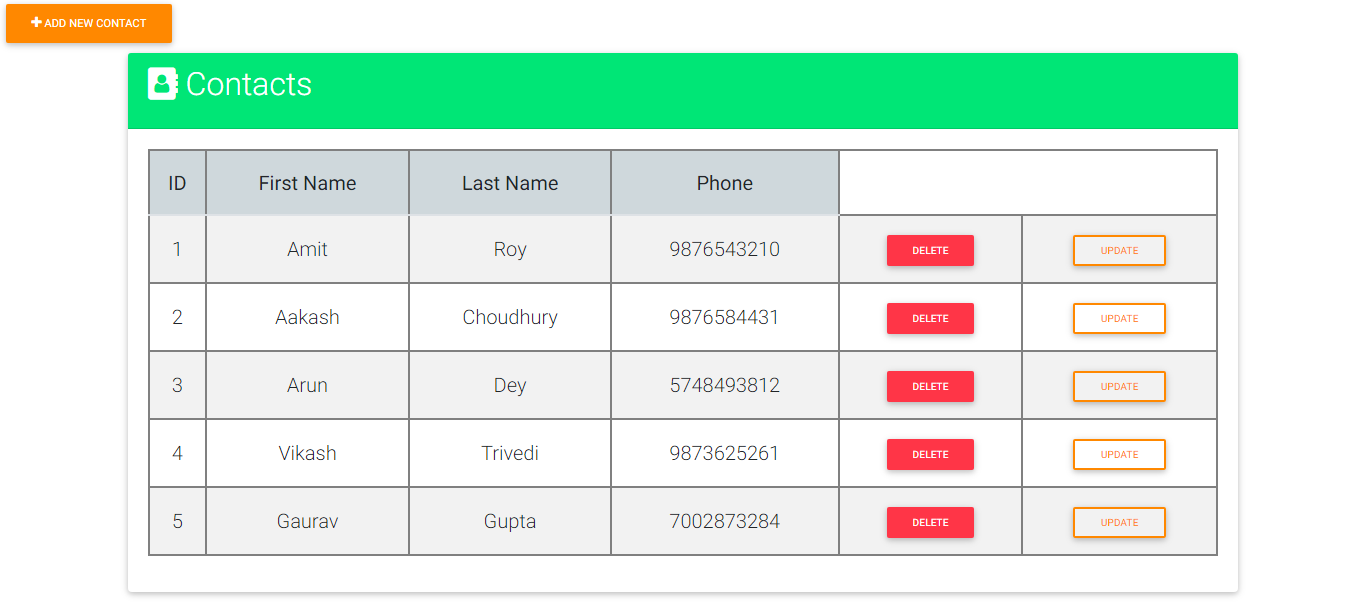 ADD NEW CONTACT
Contacts
ID First Name Last Name Phone
1 Amit Roy 9876543210 DELETE UPDATE
2 Aakash Choudhury 9876584431 DELETE UPDATE
3 Arun Dey 5748493812 DELETE UPDATE
4 Vikash Trivedi 9873625261 DELETE UPDATE
5 Gaurav Gupta 7002873284 DELETE UPDATE